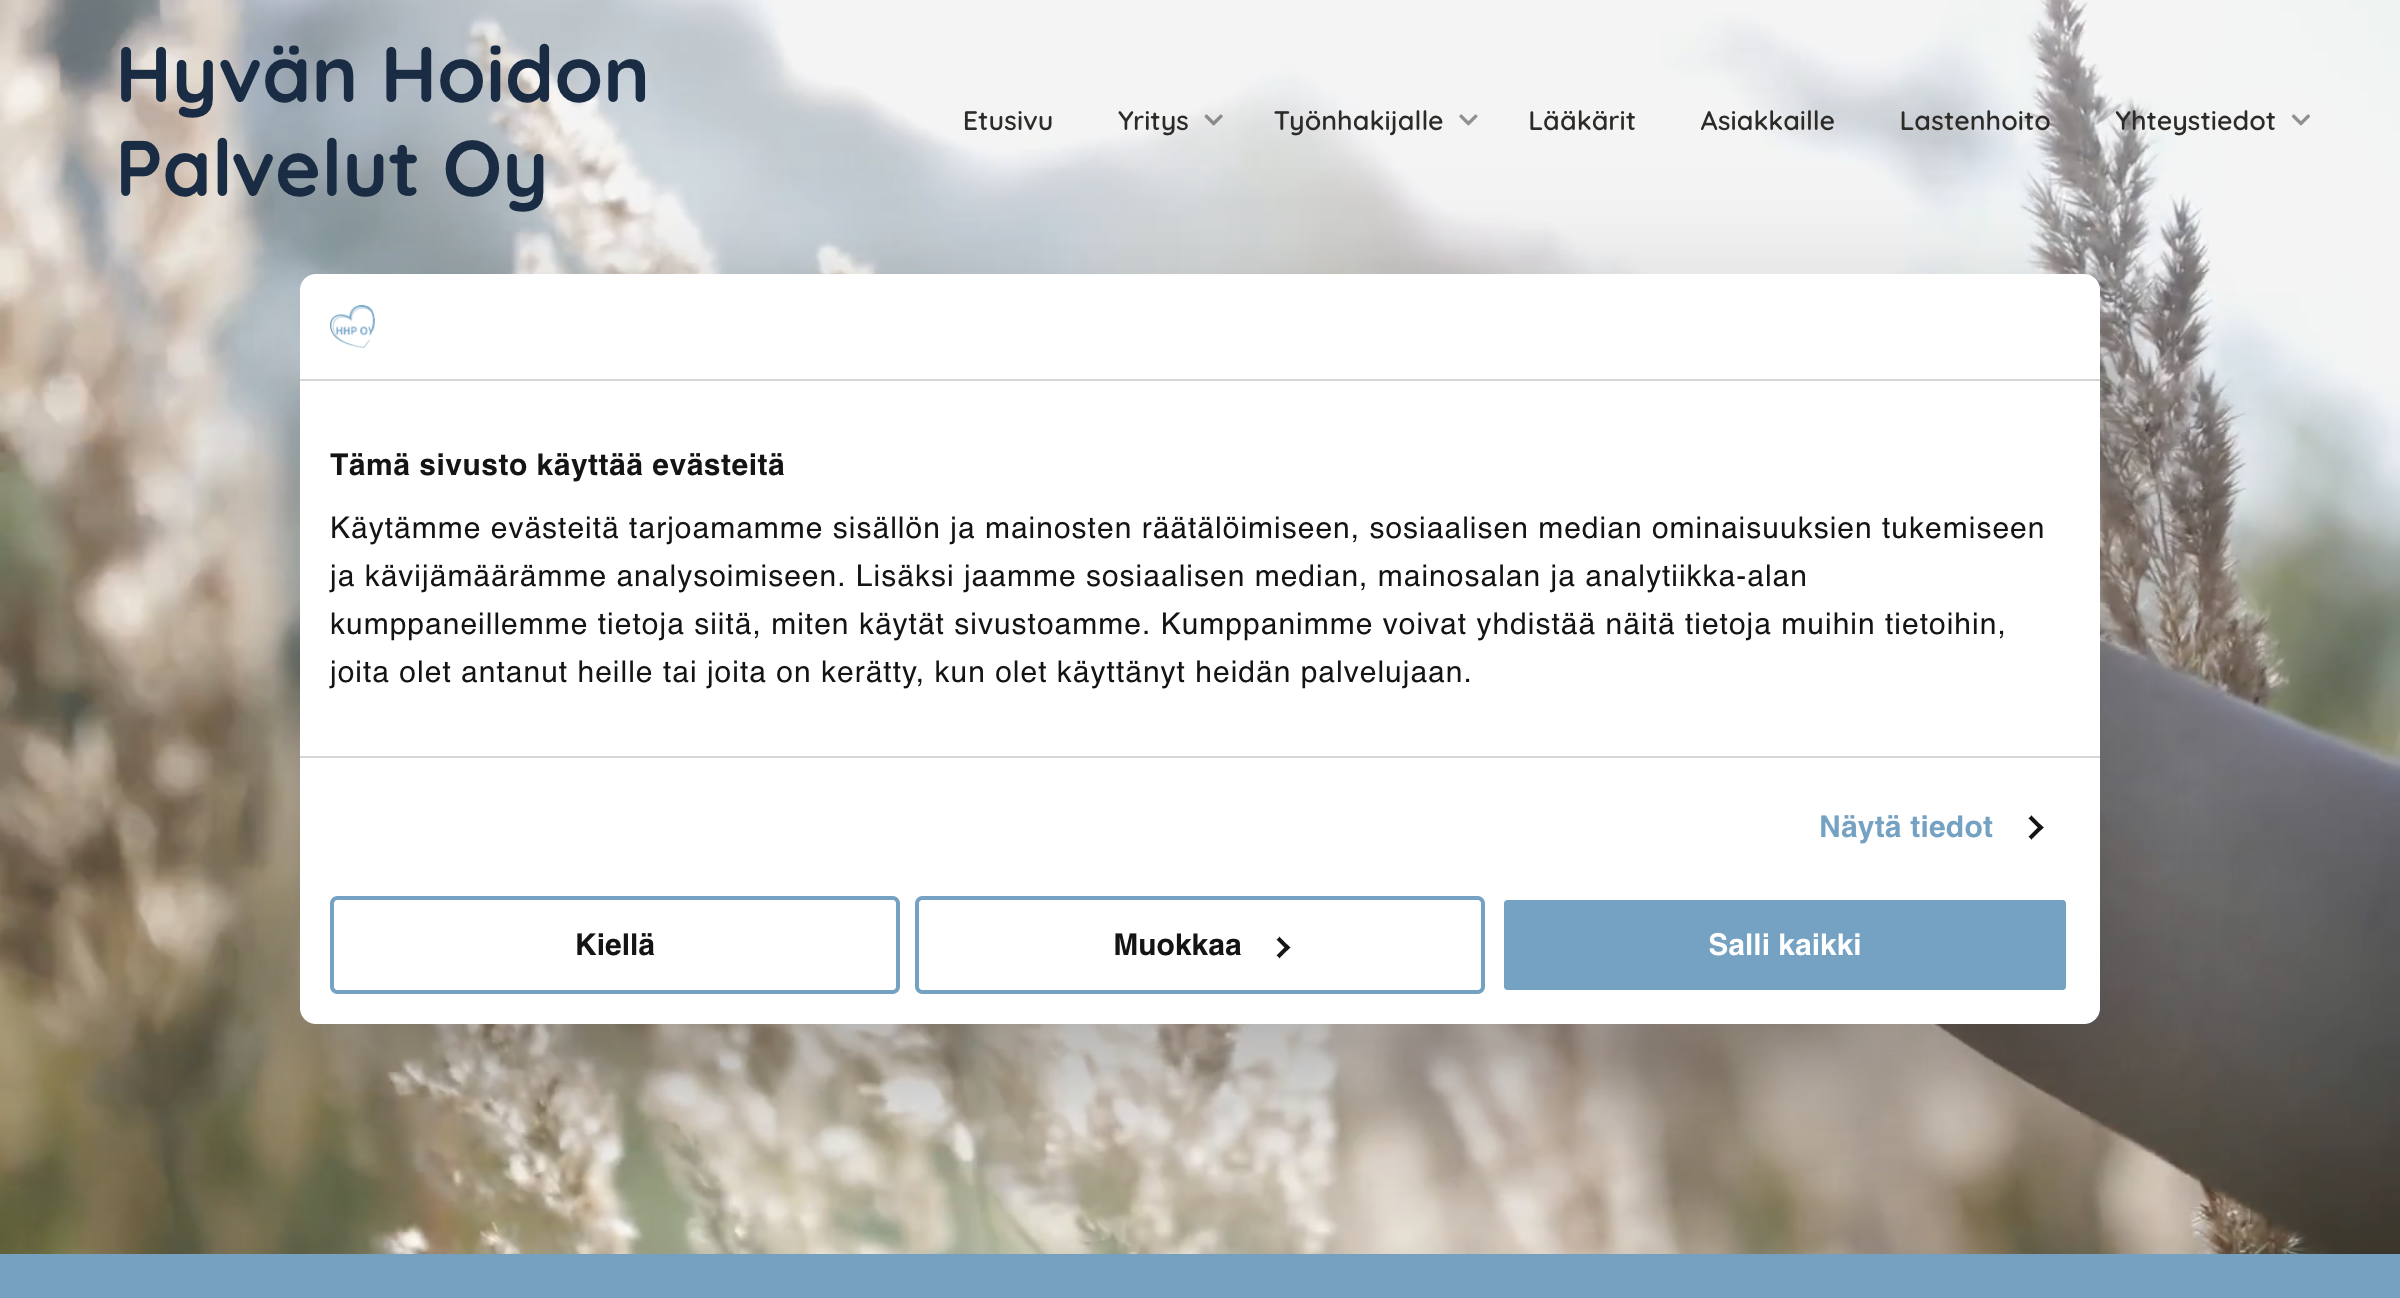 Hyvän Hoidon
Palvelut Oy
Etusivu Yritys Työnhakijalle Lääkärit Asiakkaille Lastenhoito Yhteystiedot
HHP OY
Tämä sivusto käyttää evästeitä
Käytämme evästeitä tarjoamamme sisällön ja mainosten räätälöimiseen, sosiaalisen median ominaisuuksien tukemiseen
ja kävijämäärämme analysoimiseen. Lisäksi jaamme sosiaalisen median, mainosalan ja analytiikka-alan
kumppaneillemme tietoja siitä, miten käytät sivustoamme. Kumppanimme voivat yhdistää näitä tietoja muihin tietoihin,
joita olet antanut heille tai joita on kerätty, kun olet käyttänyt heidän palvelujaan.
Näytä tiedot
Kiellä Muokkaa Salli kaikki